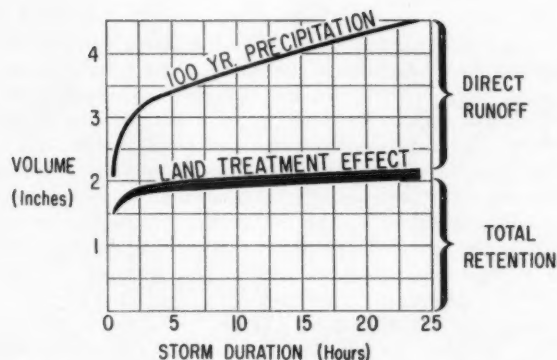 4
3
2
1
VOLUME
(Inches)
100 YR. PRECIPITATION
LAND TREATMENT EFFECT
DIRECT
RUNOFF
TOTAL
RETENTION
0 5 10 15 20 25
STORM DURATION (Hours)